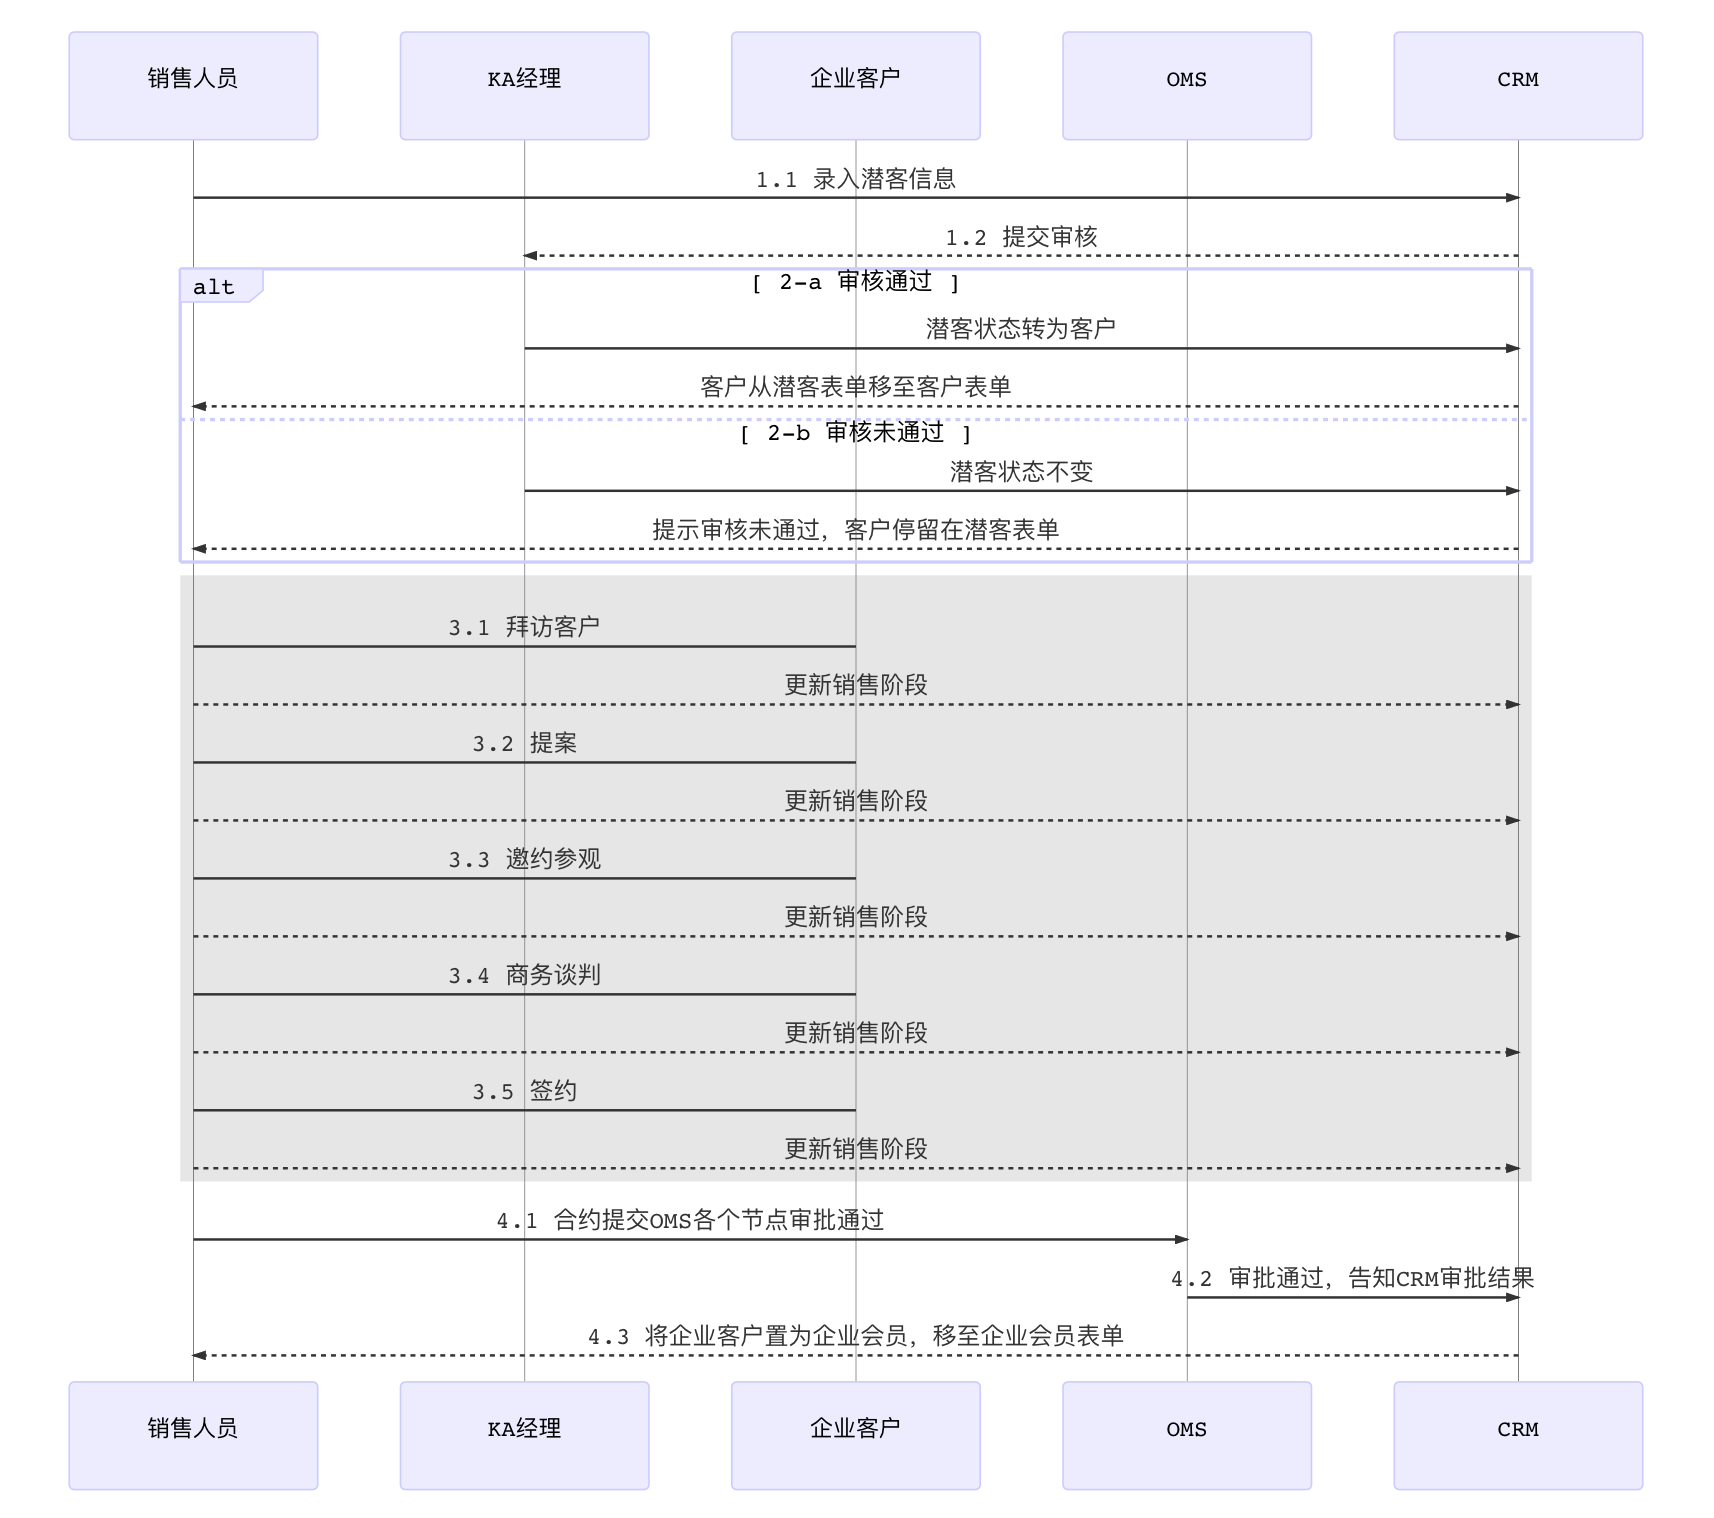 销售人员
KA经理
企业客户
OMS
CRM
1.1 录入潜客信息
1.2 提交审核
alt
[ 2-a 审核通过 ]
潜客状态转为客户
客户从潜客表单移至客户表单
[ 2-b 审核未通过 ]
潜客状态不变
提示审核未通过，客户停留在潜客表单
3.1 拜访客户
更新销售阶段
3.2 提案
更新销售阶段
3.3 邀约参观
更新销售阶段
3.4 商务谈判
更新销售阶段
3.5 签约
更新销售阶段
4.1 合约提交OMS各个节点审批通过
4.2 审批通过，告知CRM审批结果
4.3 将企业客户置为企业会员，移至企业会员表单
销售人员
KA经理
企业客户
OMS
CRM